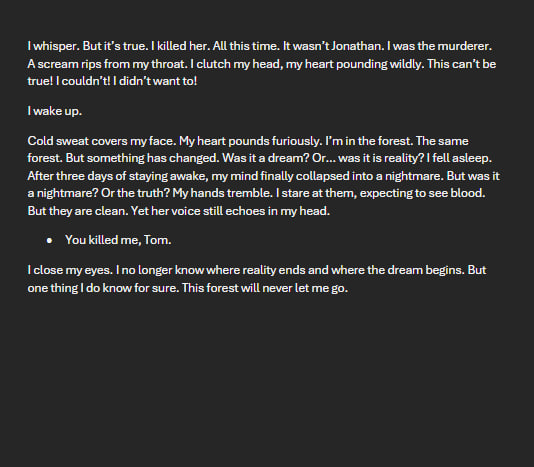 I whisper. But it’s true. I killed her. All this time. It wasn’t Jonathan. I was the murderer.
A scream rips from my throat. I clutch my head, my heart pounding wildly. This can’t be
true! I couldn’t! I didn’t want to!
I wake up.
Cold sweat covers my face. My heart pounds furiously. I’m in the forest. The same
forest. But something has changed. Was it a dream? Or… was it is reality? I fell asleep.
After three days of staying awake, my mind finally collapsed into a nightmare. But was it
a nightmare? Or the truth? My hands tremble. I stare at them, expecting to see blood.
But they are clean. Yet her voice still echoes in my head.
• You killed me, Tom.
I close my eyes. I no longer know where reality ends and where the dream begins. But
one thing I do know for sure. This forest will never let me go.